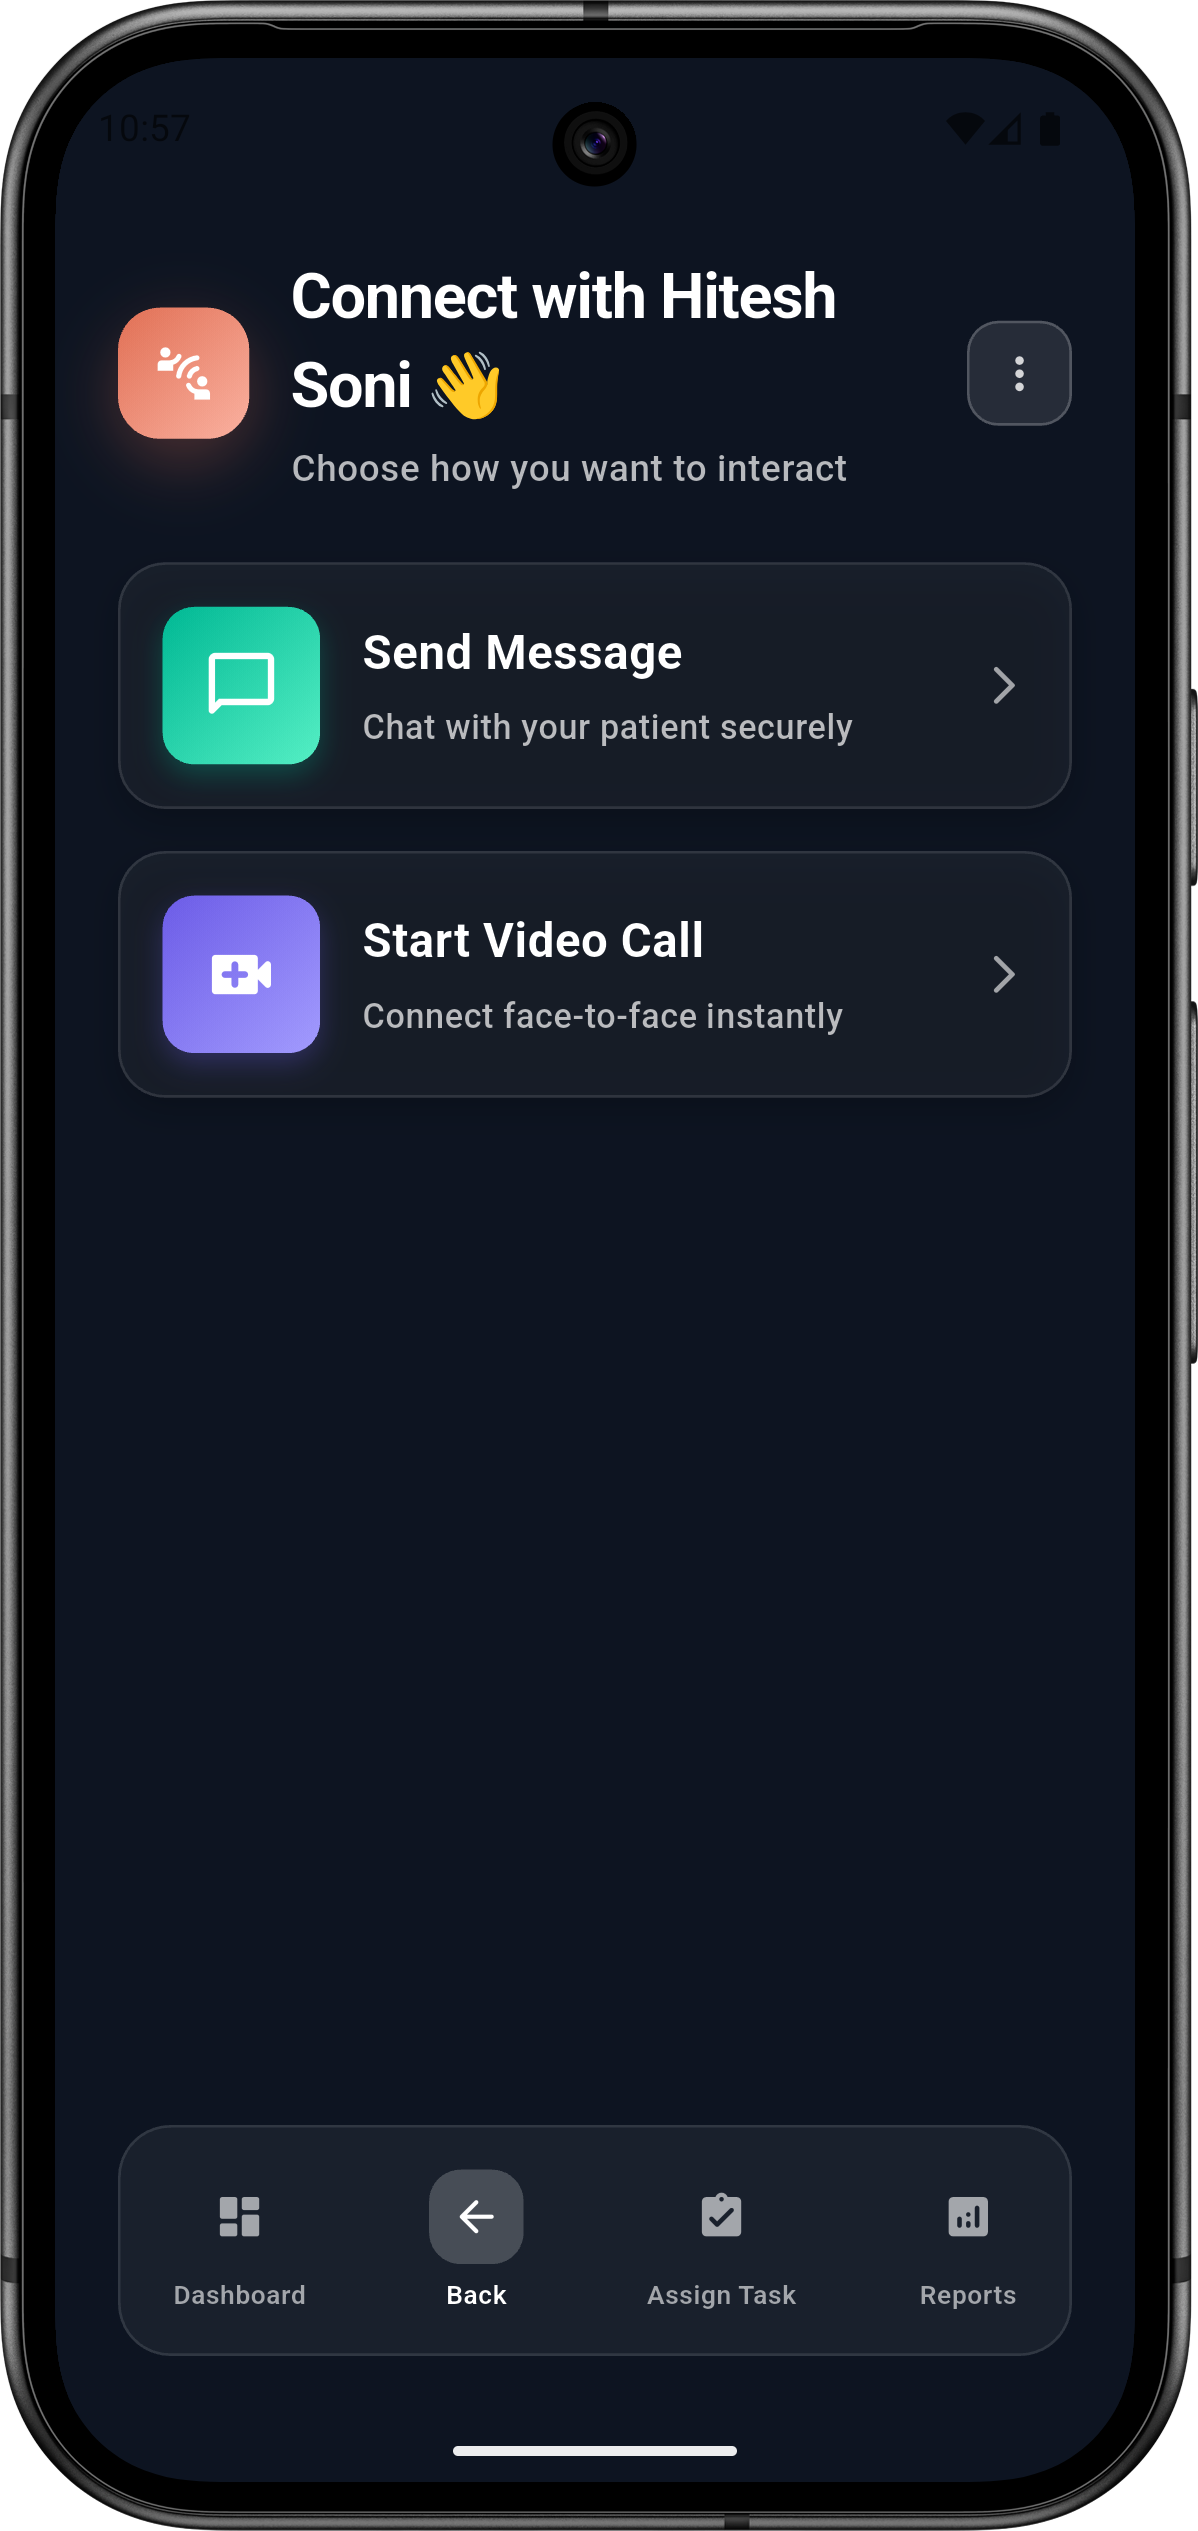 10:57
Connect with Hitesh
Soni 👋
Choose how you want to interact
Send Message
Chat with your patient securely
Start Video Call
Connect face-to-face instantly
Dashboard
Back
Assign Task
Reports